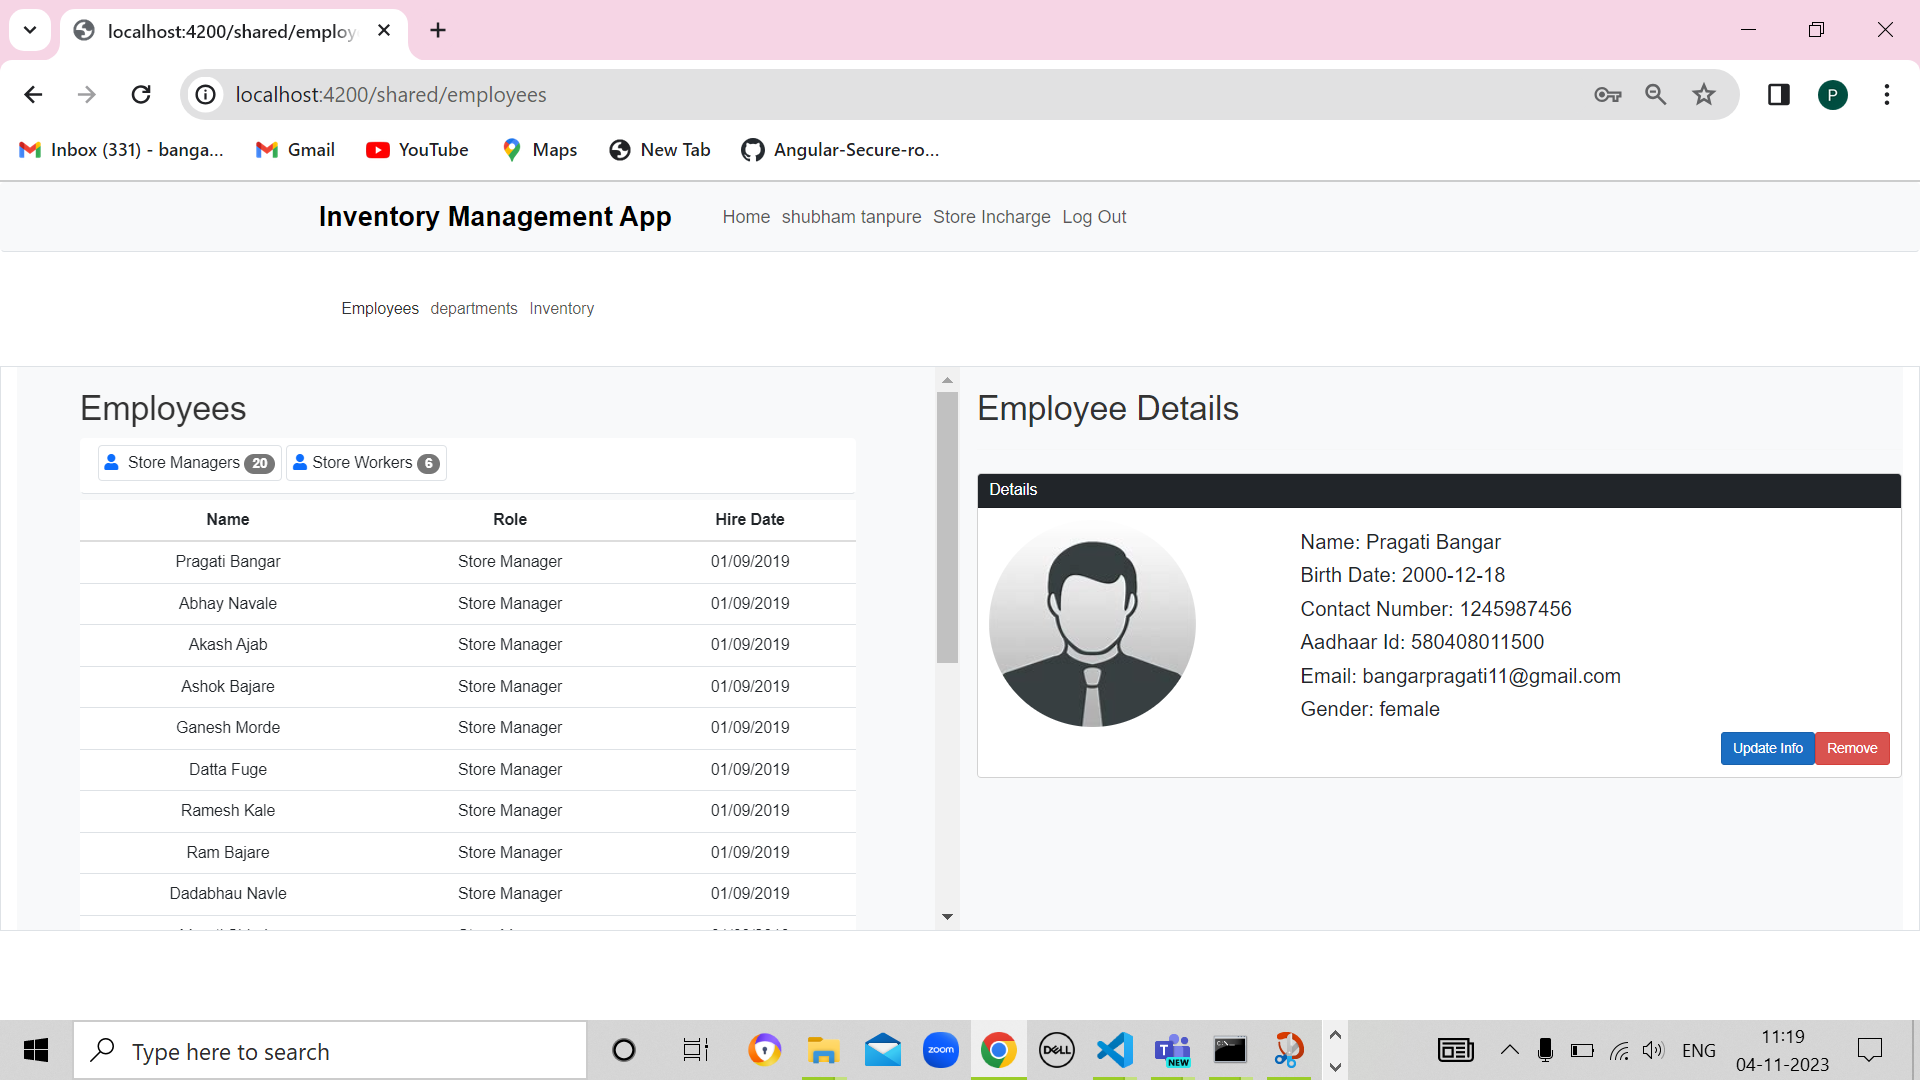 localhost:4200/shared/employ
localhost:4200/shared/employees
P
Inbox (331) - banga...
Gmail
YouTube
Maps
New Tab
Angular-Secure-ro...
Inventory Management App
Home shubham tanpure Store Incharge Log Out
Employees departments Inventory
Employees
Store Managers 20 Store Workers 6
Name Role Hire Date
Pragati Bangar Store Manager 01/09/2019
Abhay Navale Store Manager 01/09/2019
Akash Ajab Store Manager 01/09/2019
Ashok Bajare Store Manager 01/09/2019
Ganesh Morde Store Manager 01/09/2019
Datta Fuge Store Manager 01/09/2019
Ramesh Kale Store Manager 01/09/2019
Ram Bajare Store Manager 01/09/2019
Dadabhau Navle Store Manager 01/09/2019
Employee Details
Details
Name: Pragati Bangar
Birth Date: 2000-12-18
Contact Number: 1245987456
Aadhaar Id: 580408011500
Email: bangarpragati11@gmail.com
Gender: female
Update Info Remove
Type here to search
zoom
DELL
T
NEW
ENG
11:19
04-11-2023